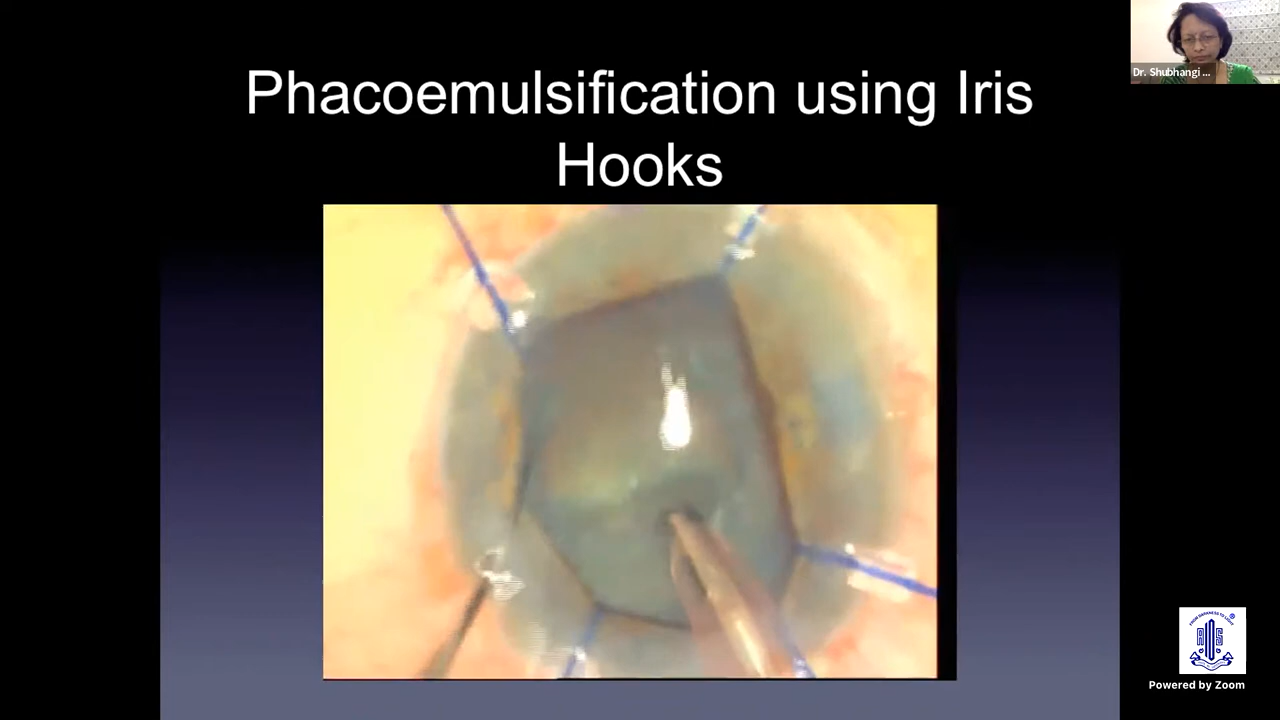 Phacoemulsification using Iris
Hooks
Dr. Shubhangi ...
Powered by Zoom